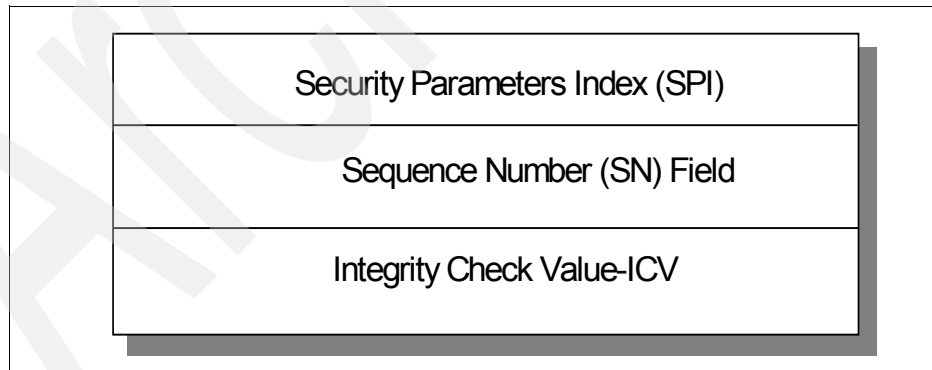 Security Parameters Index (SPI)
Sequence Number (SN) Field
Integrity Check Value-ICV